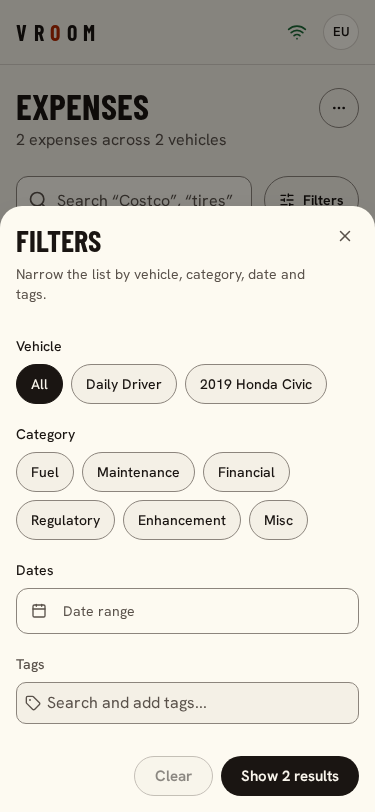 VROOM
EU
EXPENSES
2 expenses across 2 vehicles
Search “Costco”, “tires”
Filters
FILTERS
Narrow the list by vehicle, category, date and
tags.
Vehicle
All
Daily Driver
2019 Honda Civic
Category
Fuel
Maintenance
Financial
Regulatory
Enhancement
Misc
Dates
Date range
Tags
Search and add tags...
Clear
Show 2 results